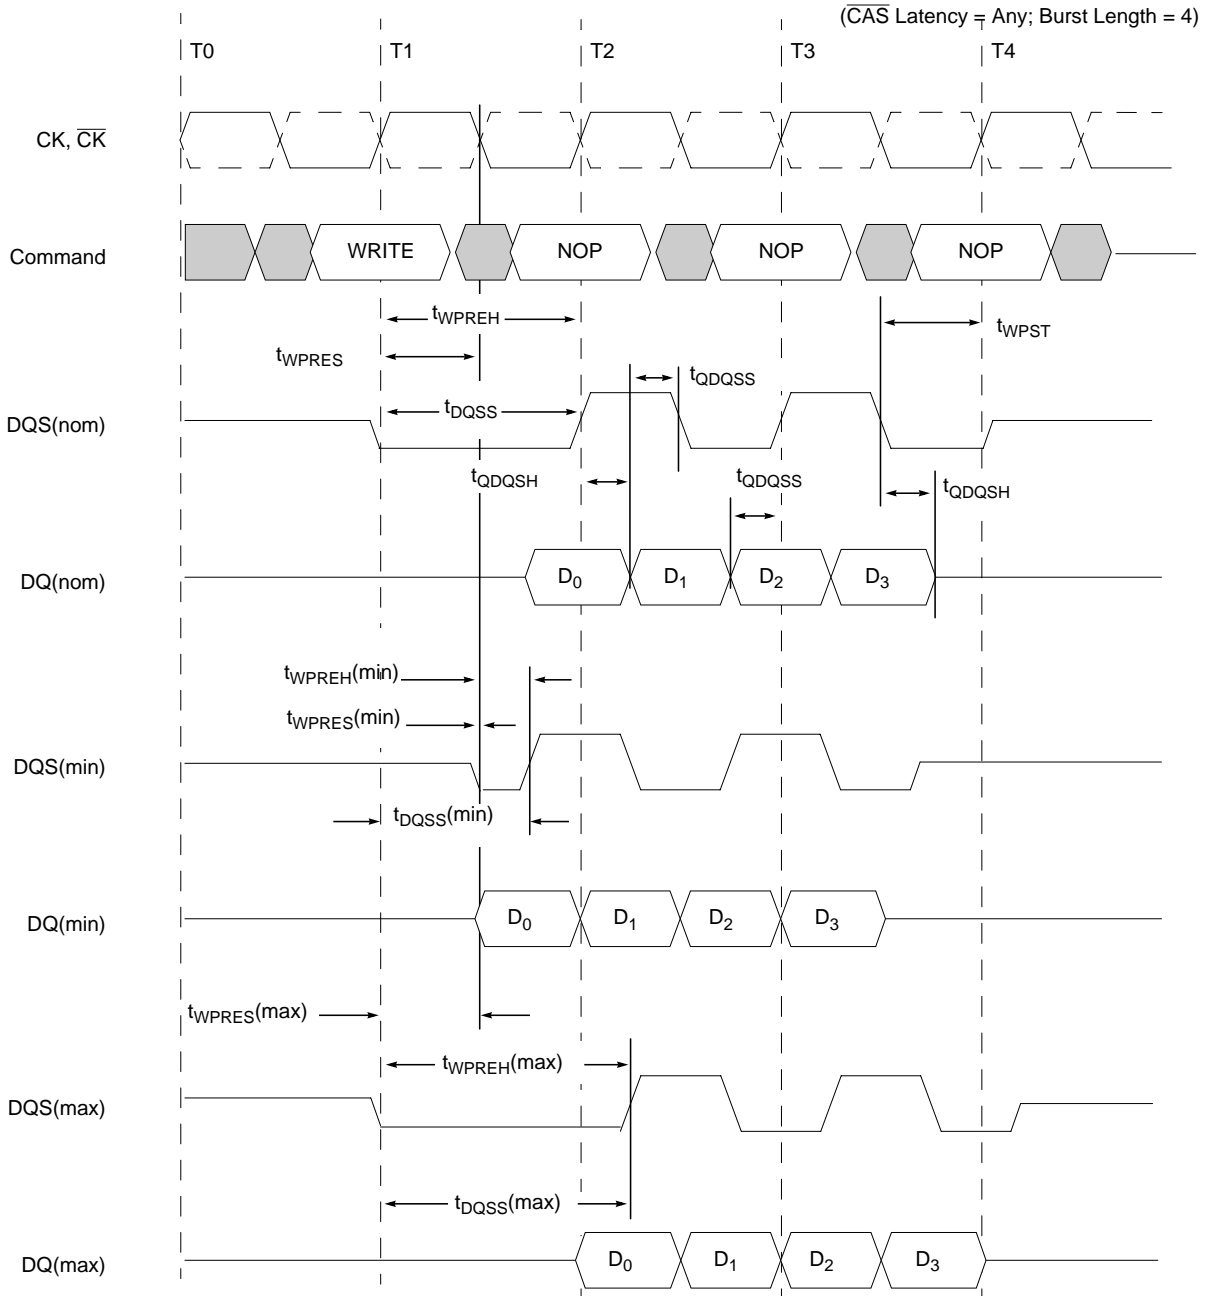 (CAS Latency = Any; Burst Length = 4)
T0 T1 T2 T3 T4
CK, CK
Command WRITE NOP NOP NOP
tWPREH
tWPST
tWPRES
tQDQSS
DQS(nom) tDQSS
tQDQSH tQDQSS tQDQSH
DQ(nom) D0 D1 D2 D3
tWPREH(min)
tWPRES(min)
DQS(min)
tDQSS(min)
DQ(min) D0 D1 D2 D3
tWPRES(max)
tWPREH(max)
DQS(max)
tDQSS(max)
DQ(max) D0 D1 D2 D3